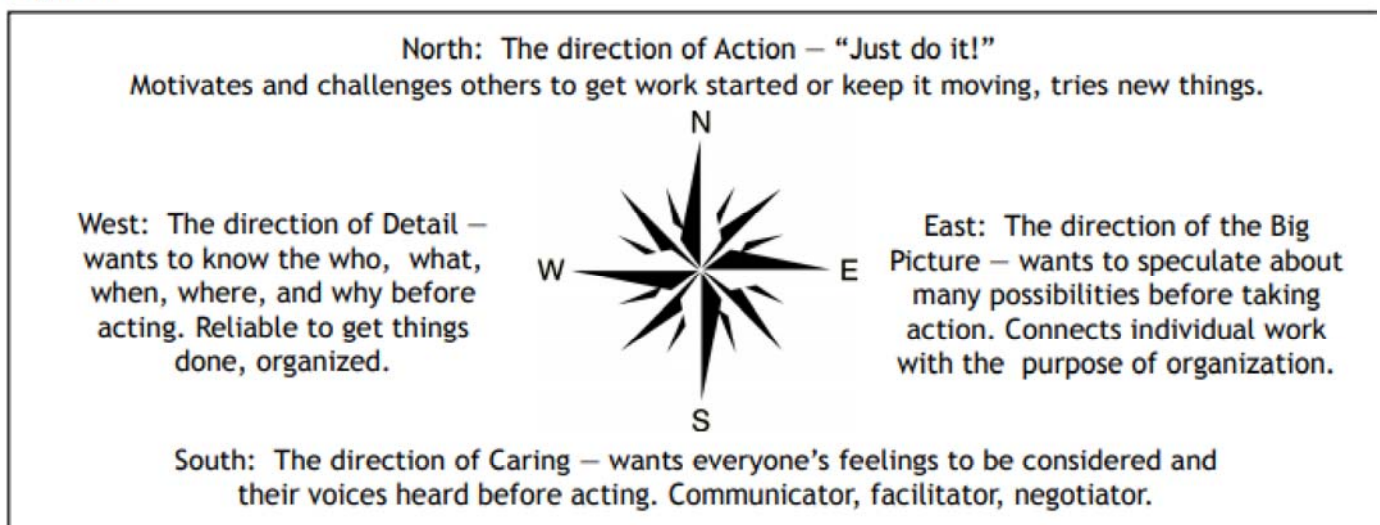 North:  The direction of Action – “Just do it!”
Motivates and challenges others to get work started or keep it moving, tries new things.
N
West:  The direction of Detail –
wants to know the who,  what,
when, where, and why before
acting. Reliable to get things
done, organized.
W
E
East:  The direction of the Big
Picture – wants to speculate about
many possibilities before taking
action. Connects individual work
with the  purpose of organization.
S
South:  The direction of Caring – wants everyone’s feelings to be considered and
their voices heard before acting. Communicator, facilitator, negotiator.